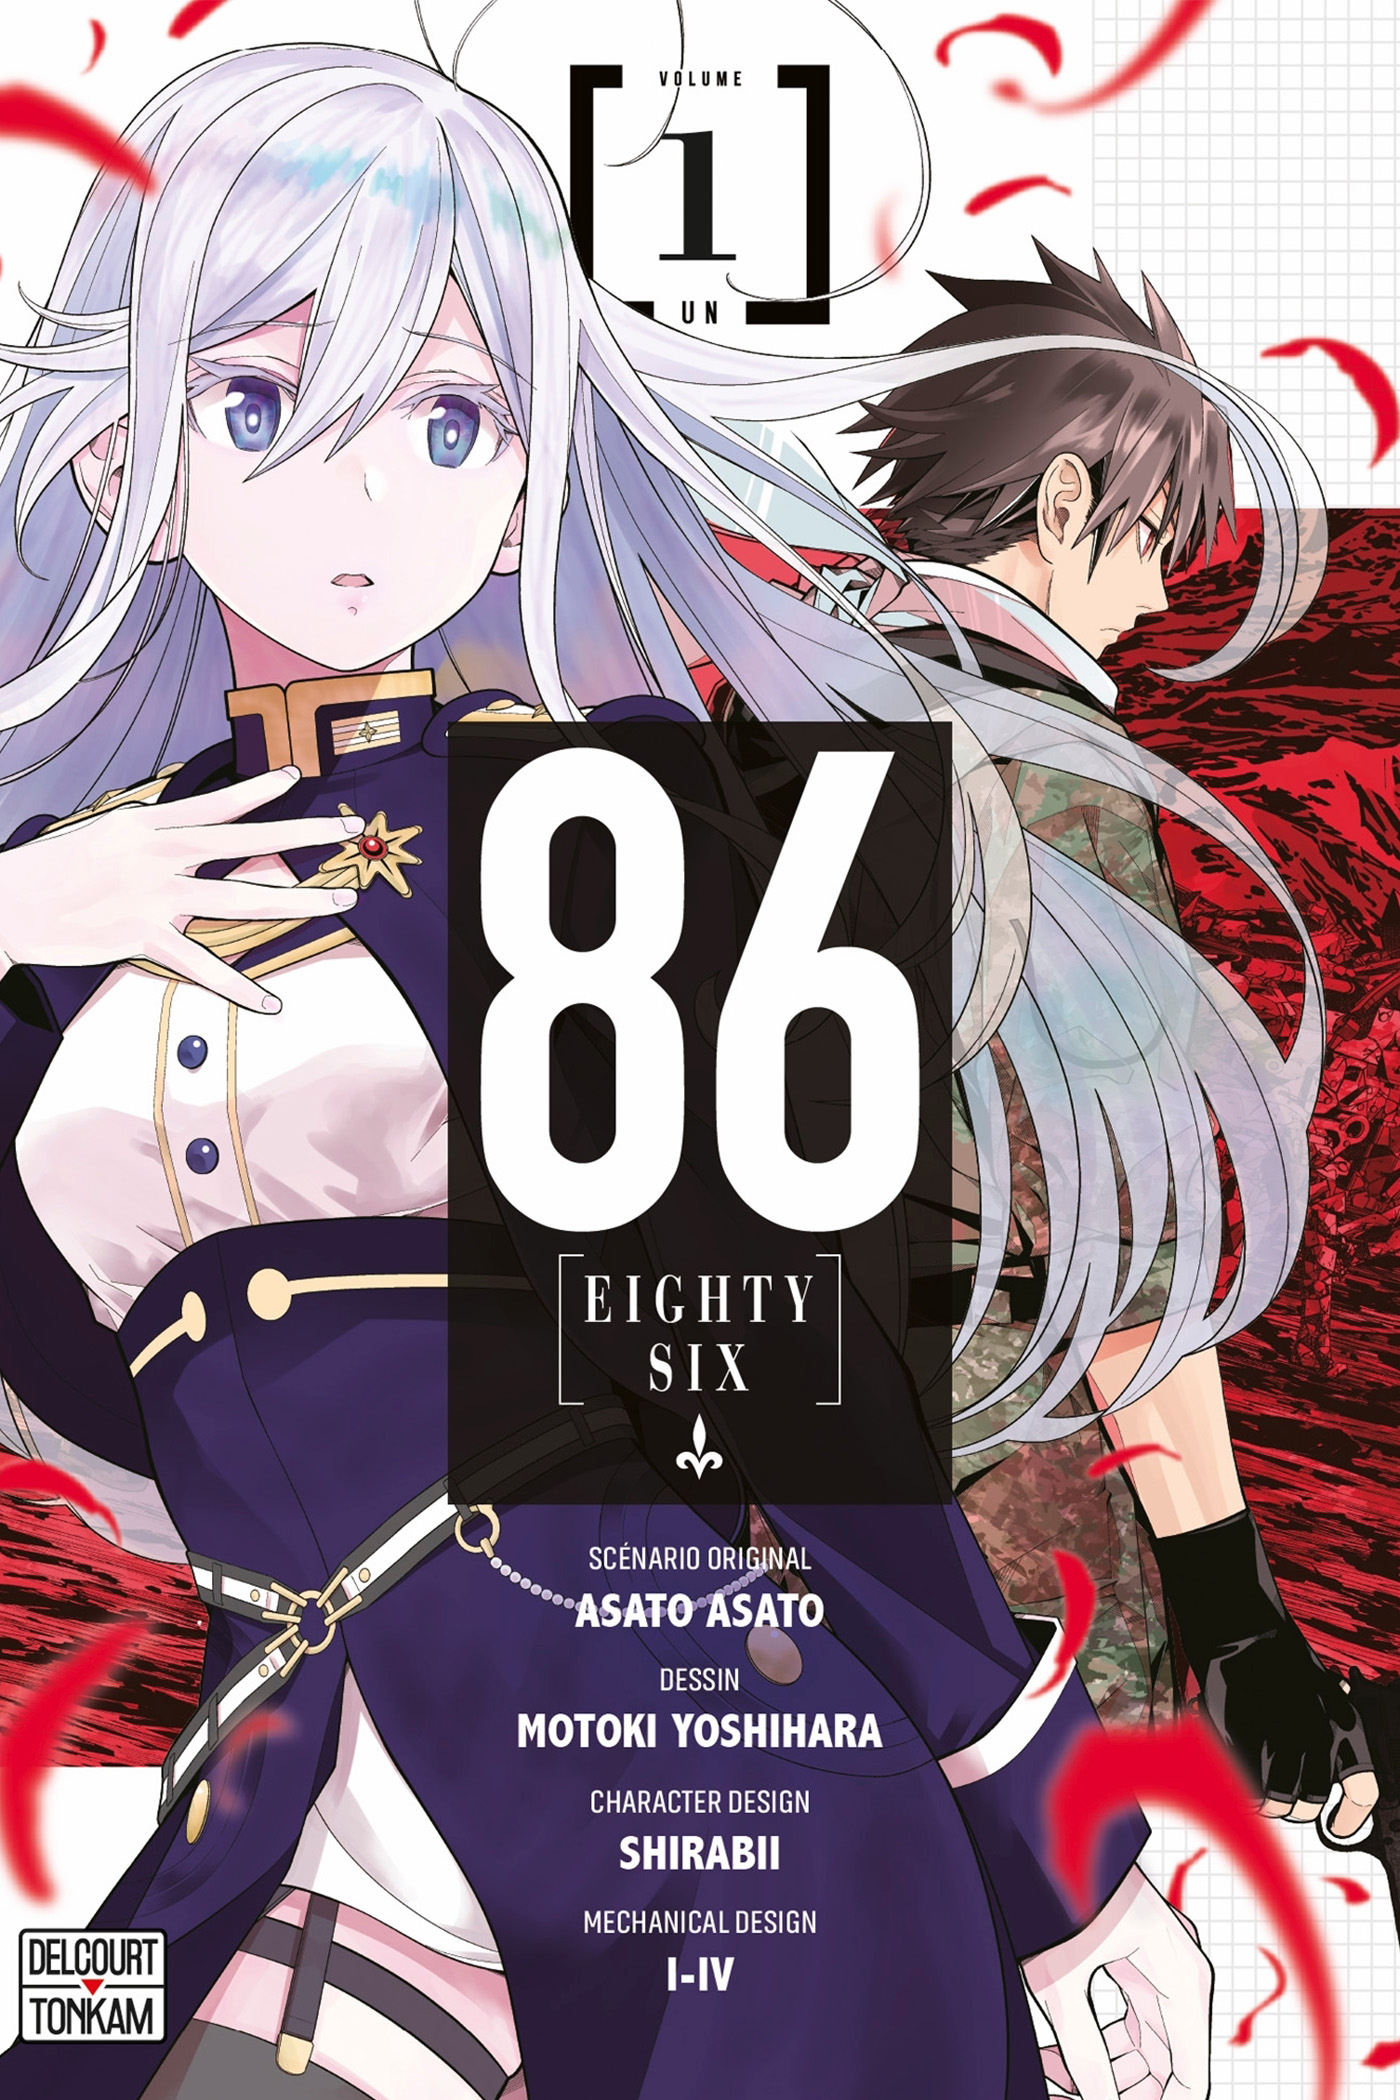 VOLUME
1
UN
86
EIGHTY
SIX
SCÉNARIO ORIGINAL
ASATO ASATO
DESSIN
MOTOKI YOSHIHARA
CHARACTER DESIGN
SHIRABII
MECHANICAL DESIGN
I-IV
DELCOURT
TONKAM